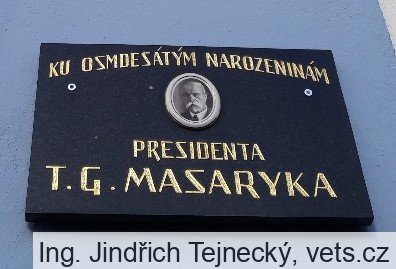 KU OSMDESÁTÝM NAROZENINÁM
PRESIDENTA
T. G. MASARYKA
Ing. Jindřich Tejnecký, vets.cz